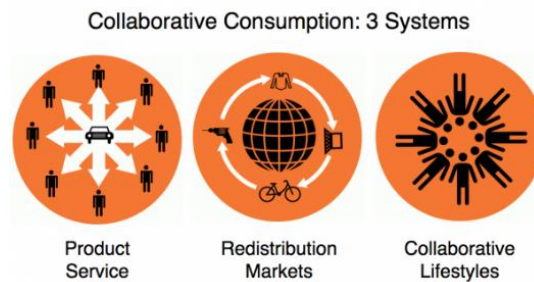 Collaborative Consumption: 3 Systems
Product
Service
Redistribution
Markets
Collaborative
Lifestyles